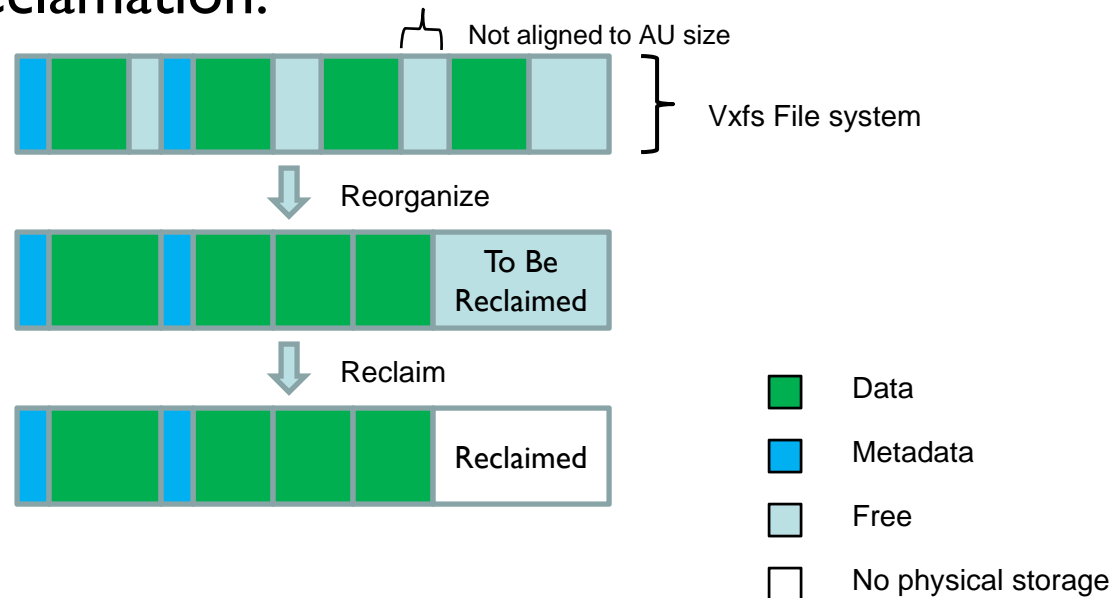 eclamation.
Not aligned to AU size
Vxfs File system
Reorganize
To Be
Reclaimed
Reclaim
Reclaimed
Data
Metadata
Free
No physical storage